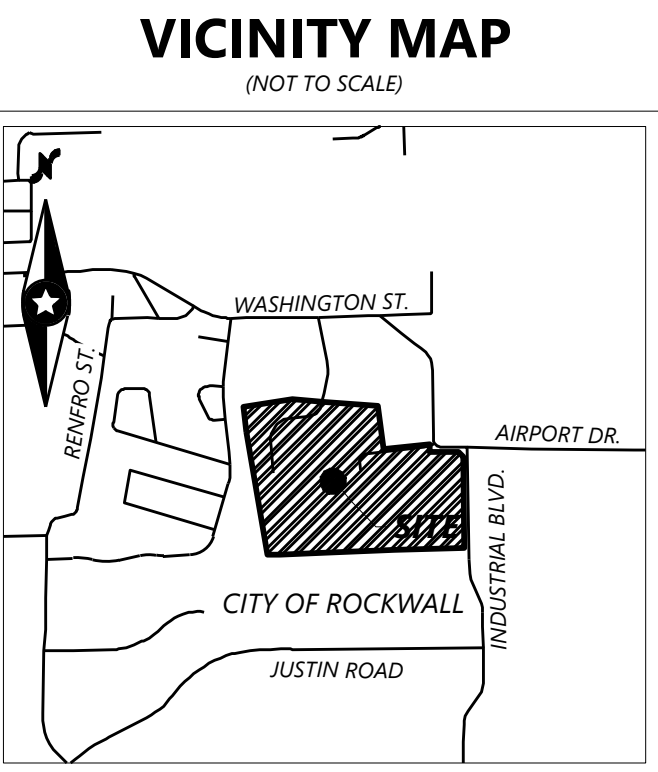 VICINITY MAP
(NOT TO SCALE)
N
WASHINGTON ST.
RENFRO ST.
AIRPORT DR.
SITE
INDUSTRIAL BLVD.
CITY OF ROCKWALL
JUSTIN ROAD